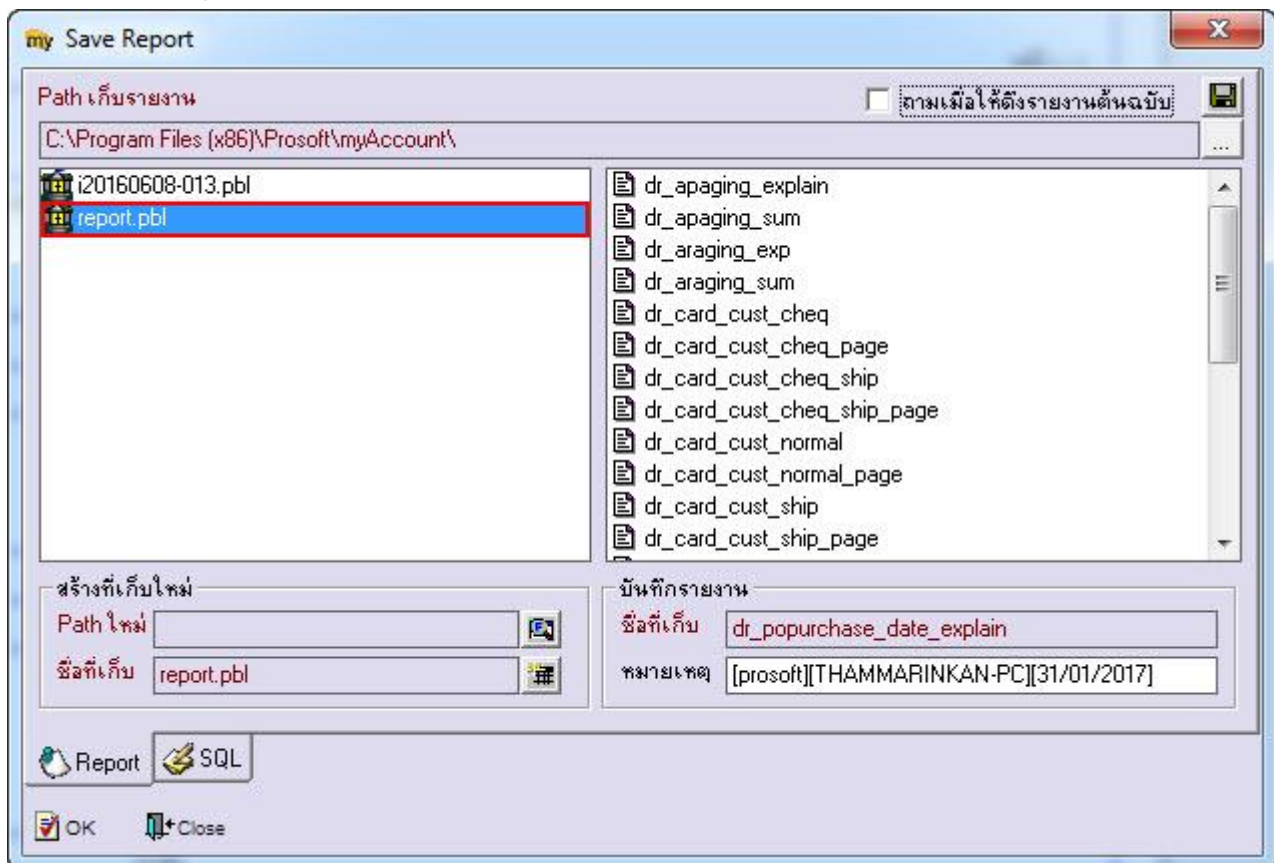 my Save Report
Path เก็บรายงาน
ถามเมื่อให้ดึงรายงานต้นฉบับ
C:\Program Files (x86)\Prosoft\myAccount\
...
i20160608-013.pbl
report.pbl
dr_apaging_explain
dr_apaging_sum
dr_araging_exp
dr_araging_sum
dr_card_cust_cheq
dr_card_cust_cheq_page
dr_card_cust_cheq_ship
dr_card_cust_cheq_ship_page
dr_card_cust_normal
dr_card_cust_normal_page
dr_card_cust_ship
dr_card_cust_ship_page
สร้างที่เก็บใหม่
Path ใหม่
ชื่อที่เก็บ report.pbl
บันทึกรายงาน
ชื่อที่เก็บ dr_popurchase_date_explain
หมายเหตุ [prosoft][THAMMARINKAN-PC][31/01/2017]
Report SQL
OK Close